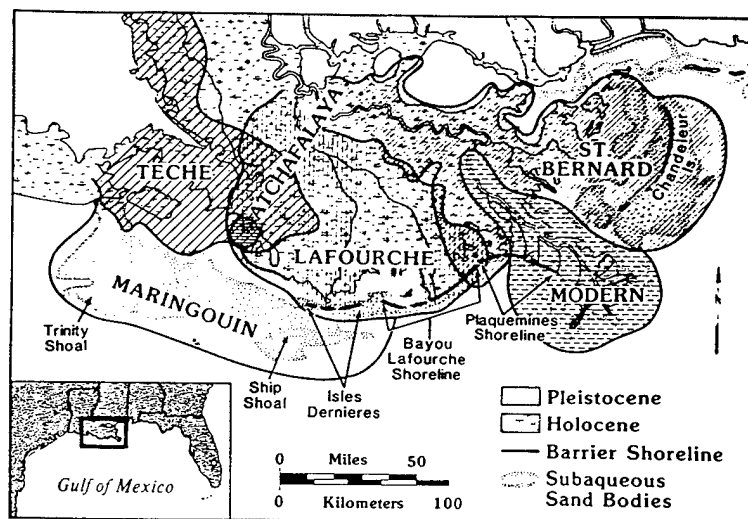 ATCHAFALAYA
TECHE
ST. BERNARD
Chandeleur Is.
LAFOURCHE
MARINGOUIN
MODERN
Trinity
Shoal
Ship
Shoal
Isles
Dernieres
Bayou
Lafourche
Shoreline
Plaquemines
Shoreline
N
Gulf of Mexico
0 Miles 50
0 Kilometers 100
Pleistocene
Holocene
Barrier Shoreline
Subaqueous
Sand Bodies